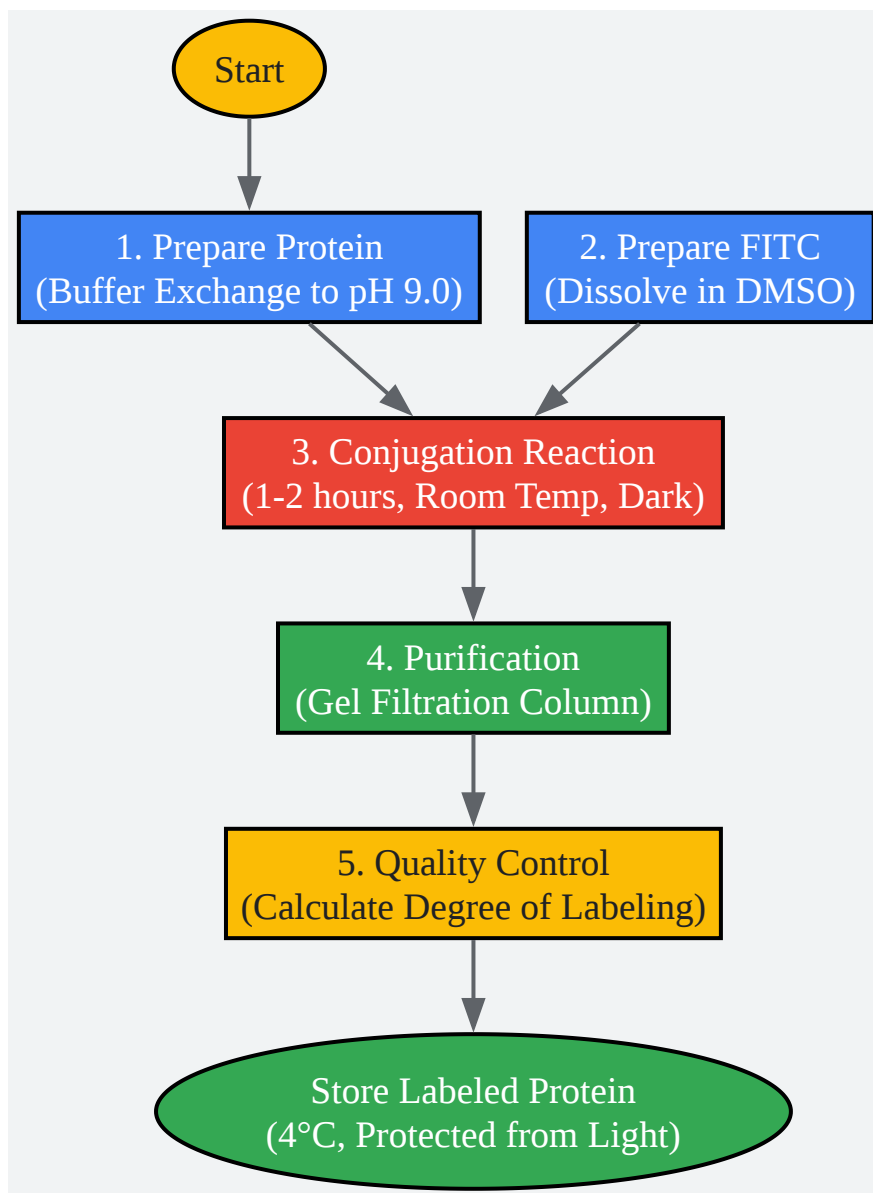 Start
1. Prepare Protein
(Buffer Exchange to pH 9.0)
2. Prepare FITC
(Dissolve in DMSO)
3. Conjugation Reaction
(1-2 hours, Room Temp, Dark)
4. Purification
(Gel Filtration Column)
5. Quality Control
(Calculate Degree of Labeling)
Store Labeled Protein
(4°C, Protected from Light)